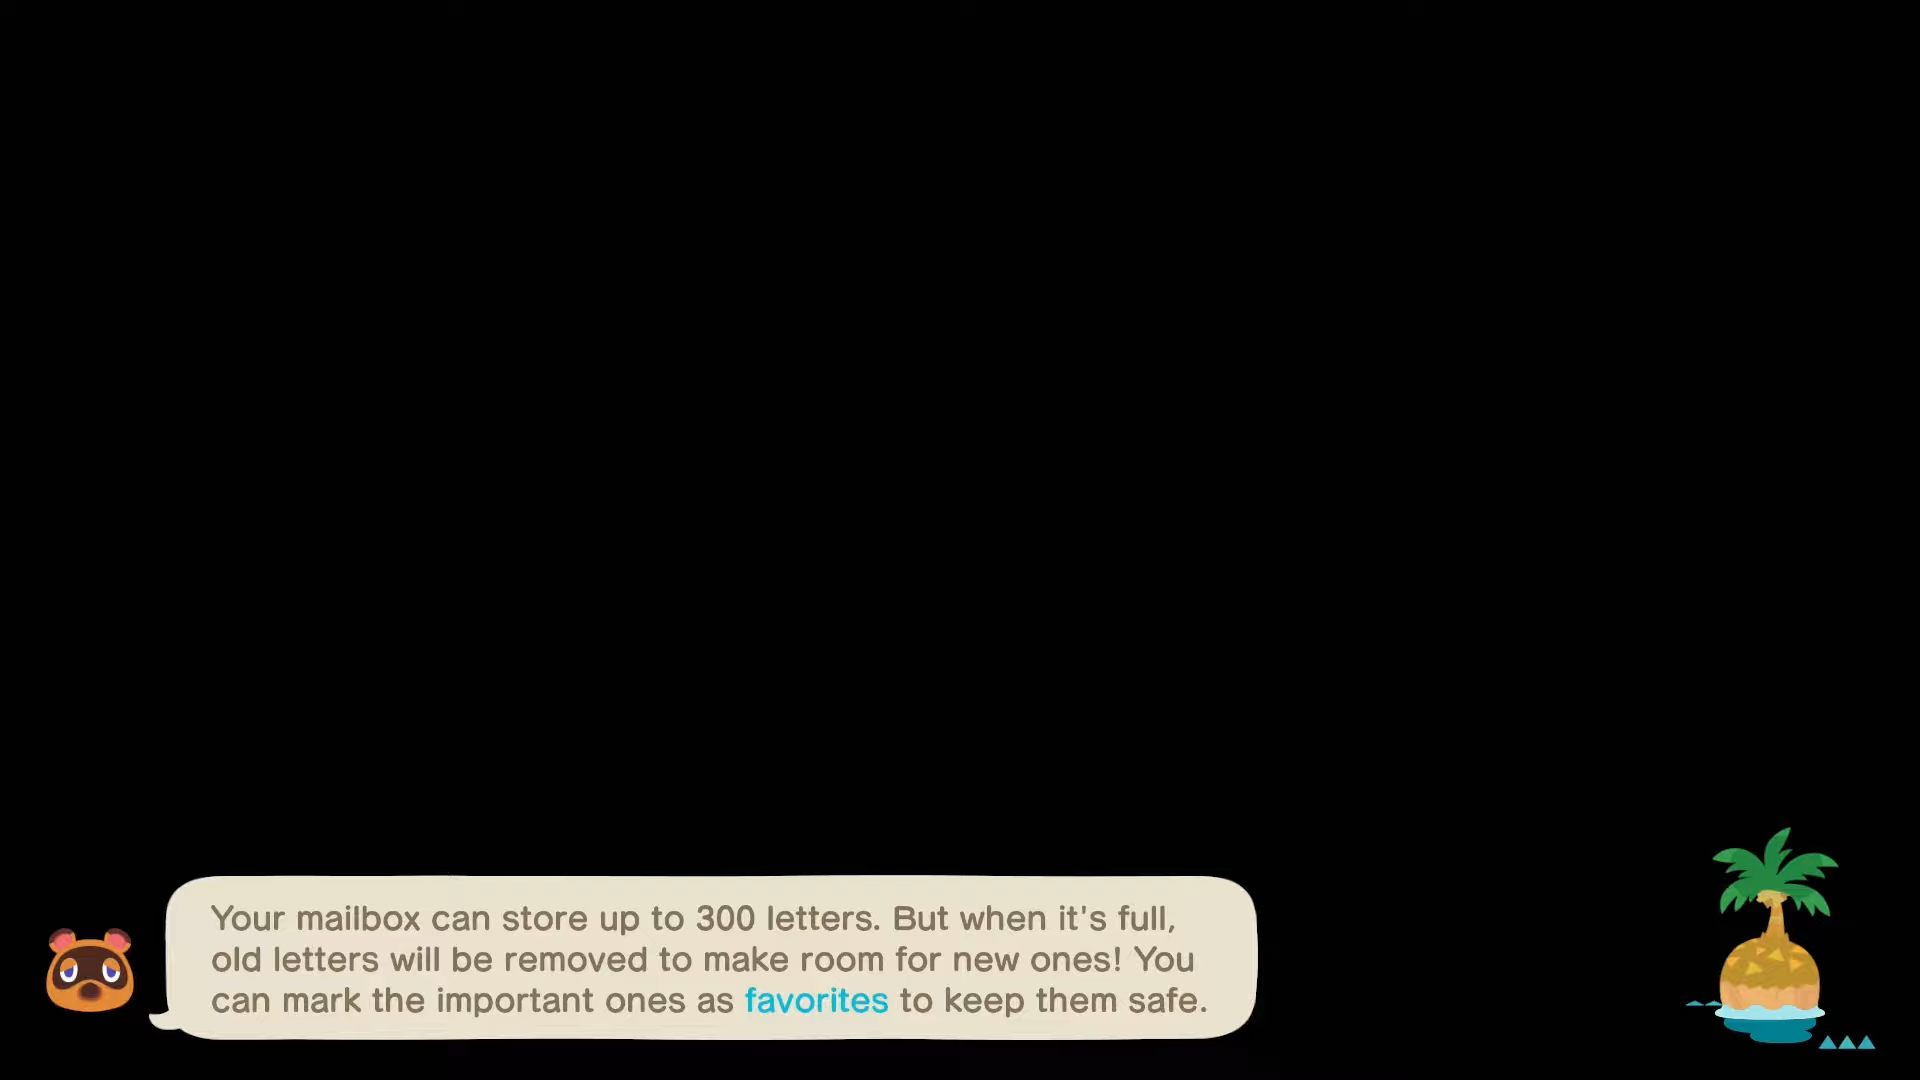 Your mailbox can store up to 300 letters. But when it's full,
old letters will be removed to make room for new ones! You
can mark the important ones as favorites to keep them safe.